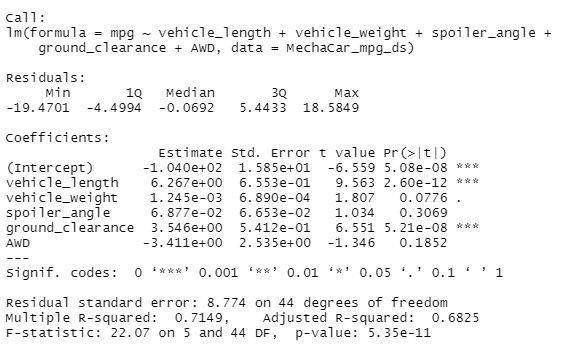 Call:
lm(formula = mpg ~ vehicle_length + vehicle_weight + spoiler_angle +
    ground_clearance + AWD, data = MechaCar_mpg_ds)
Residuals:
     Min       1Q   Median       3Q      Max
-19.4701  -4.4994  -0.0692   5.4433  18.5849
Coefficients:
                   Estimate Std. Error t value Pr(>|t|)
(Intercept)      -1.040e+02  1.585e+01  -6.559 5.08e-08 ***
vehicle_length    6.267e+00  6.553e-01   9.563 2.60e-12 ***
vehicle_weight    1.245e-03  6.890e-04   1.807   0.0776 .
spoiler_angle     6.877e-02  6.653e-02   1.034   0.3069
ground_clearance  3.546e+00  5.412e-01   6.551 5.21e-08 ***
AWD              -3.411e+00  2.535e+00  -1.346   0.1852
---
Signif. codes:  0 ‘***’ 0.001 ‘**’ 0.01 ‘*’ 0.05 ‘.’ 0.1 ‘ ’ 1
Residual standard error: 8.774 on 44 degrees of freedom
Multiple R-squared:  0.7149,	Adjusted R-squared:  0.6825
F-statistic: 22.07 on 5 and 44 DF,  p-value: 5.35e-11